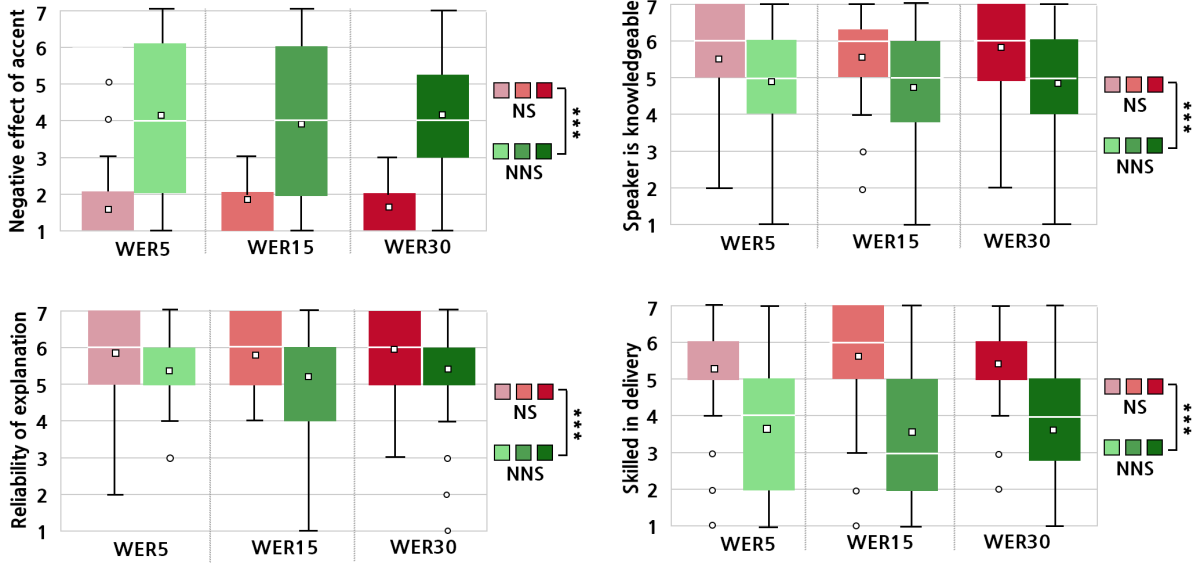 Negative effect of accent
7
6
5
4
3
2
1
WER5
WER15
WER30
NS
NNS
***
Speaker is knowledgeable
7
6
5
4
3
2
1
WER5
WER15
WER30
NS
NNS
***
Reliability of explanation
7
6
5
4
3
2
1
WER5
WER15
WER30
NS
NNS
***
Skilled in delivery
7
6
5
4
3
2
1
WER5
WER15
WER30
NS
NNS
***